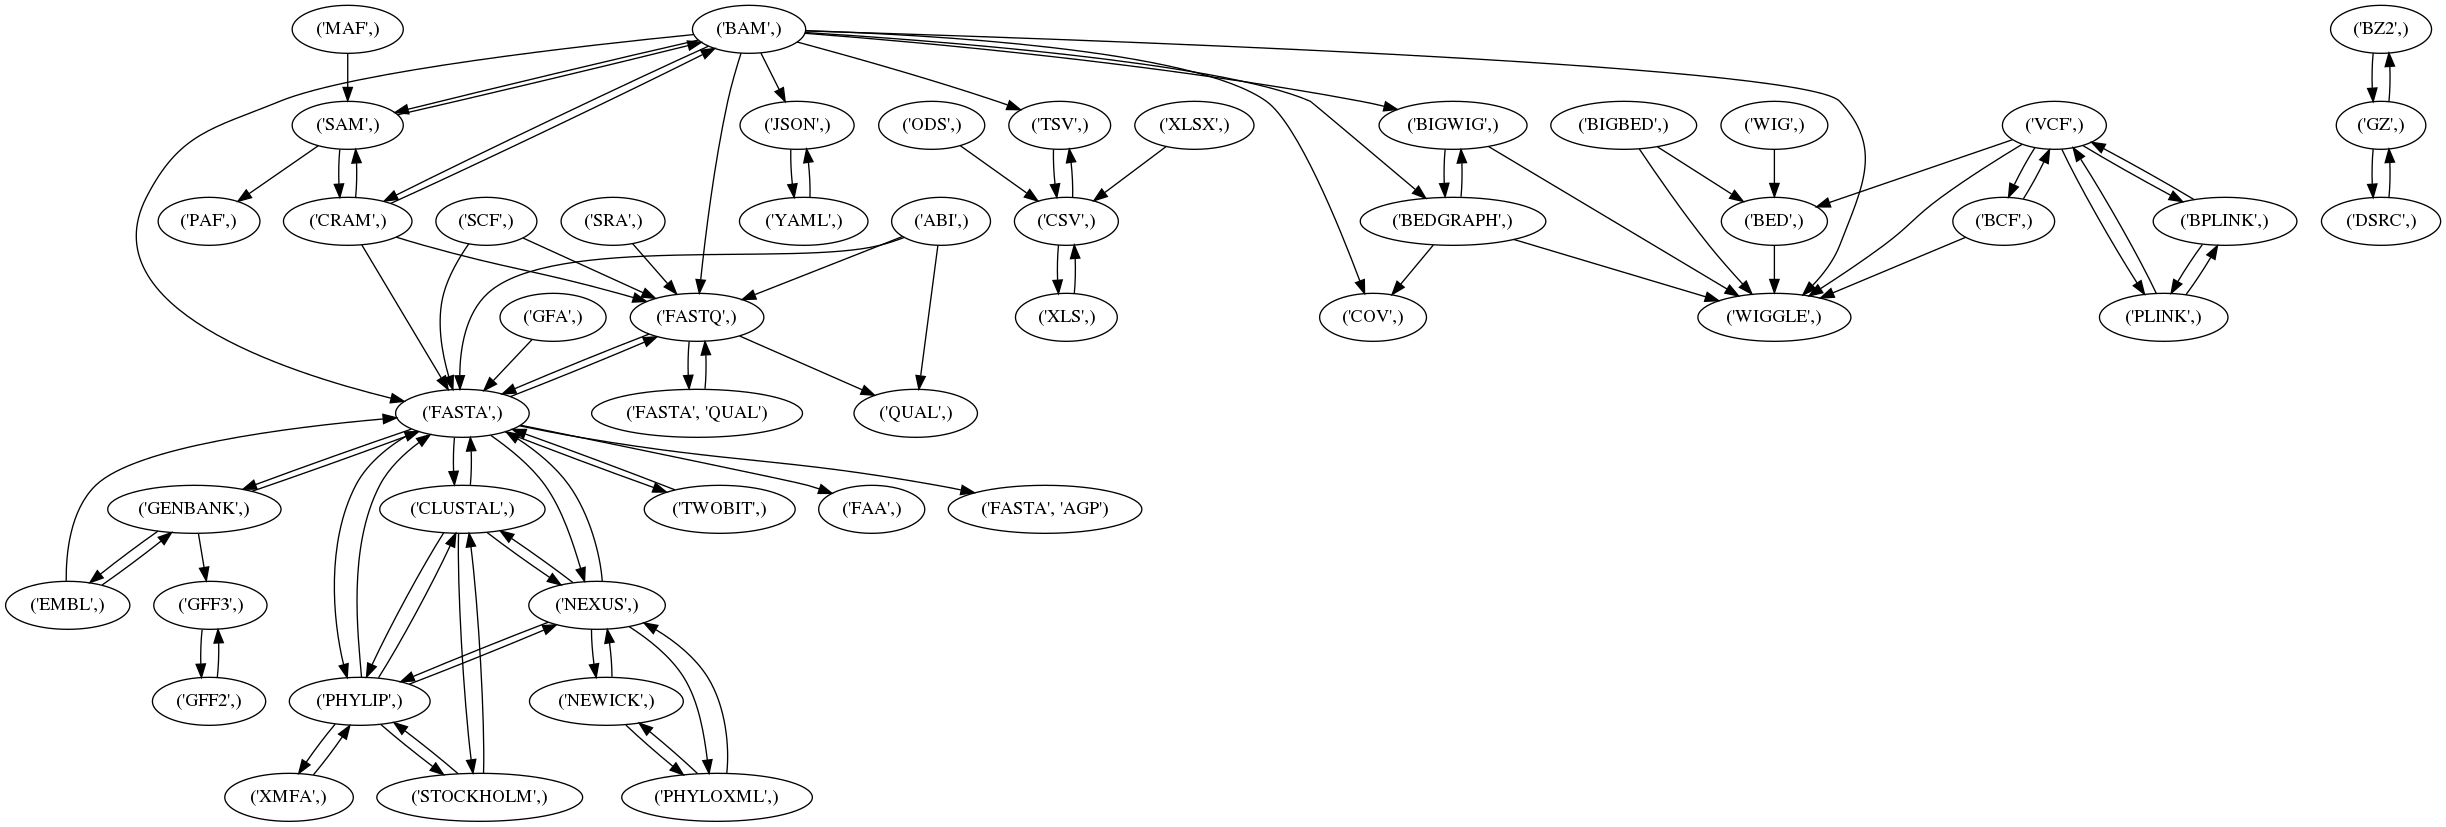 ('MAF',)
('BAM',)
('BZ2',)
('SAM',)
('JSON',)
('ODS',)
('TSV',)
('XLSX',)
('BIGWIG',)
('BIGBED',)
('WIG',)
('VCF',)
('GZ',)
('PAF',)
('CRAM',)
('SCF',)
('SRA',)
('YAML',)
('ABI',)
('CSV',)
('BEDGRAPH',)
('BED',)
('BCF',)
('BPLINK',)
('DSRC',)
('GFA',)
('FASTQ',)
('XLS',)
('COV',)
('WIGGLE',)
('PLINK',)
('FASTA',)
('FASTA', 'QUAL')
('QUAL',)
('GENBANK',)
('CLUSTAL',)
('TWOBIT',)
('FAA',)
('FASTA', 'AGP')
('EMBL',)
('GFF3',)
('NEXUS',)
('GFF2',)
('PHYLIP',)
('NEWICK',)
('XMFA',)
('STOCKHOLM',)
('PHYLOXML',)